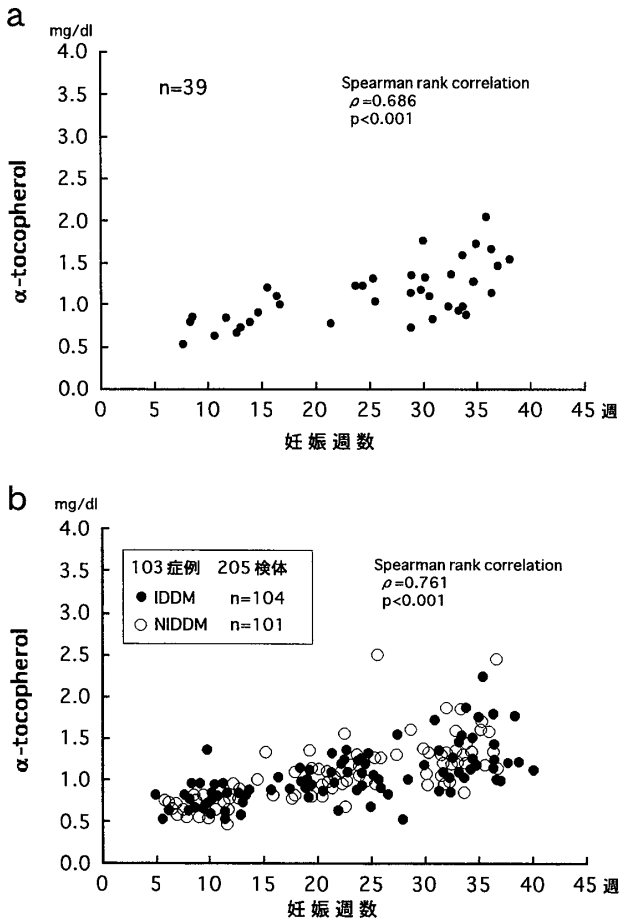 a
mg/dl
4.0
3.5
3.0
2.5
2.0
1.5
1.0
0.5
0.0
α-tocopherol
n=39
Spearman rank correlation
ρ=0.686
p<0.001
0 5 10 15 20 25 30 35 40 45 週
妊娠週数
b
mg/dl
4.0
3.5
3.0
2.5
2.0
1.5
1.0
0.5
0.0
α-tocopherol
103症例 205検体
IDDM n=104
NIDDM n=101
Spearman rank correlation
ρ=0.761
p<0.001
0 5 10 15 20 25 30 35 40 45 週
妊娠週数